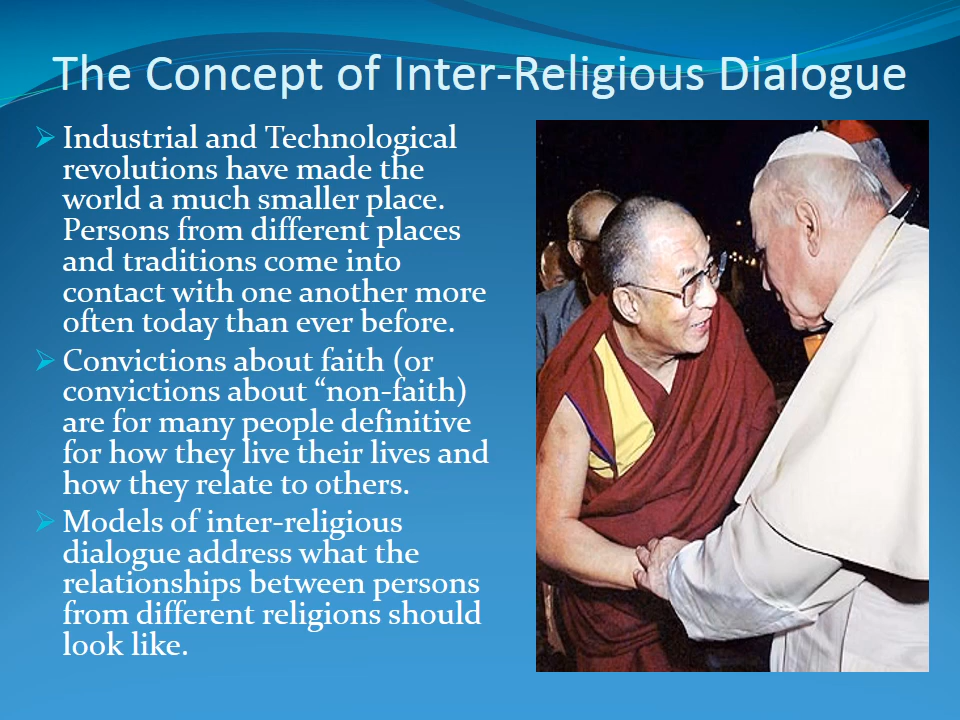 The Concept of Inter-Religious Dialogue
Industrial and Technological
revolutions have made the
world a much smaller place.
Persons from different places
and traditions come into
contact with one another more
often today than ever before.
Convictions about faith (or
convictions about “non-faith)
are for many people definitive
for how they live their lives and
how they relate to others.
Models of inter-religious
dialogue address what the
relationships between persons
from different religions should
look like.